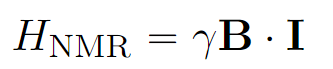 H_NMR = γB · I